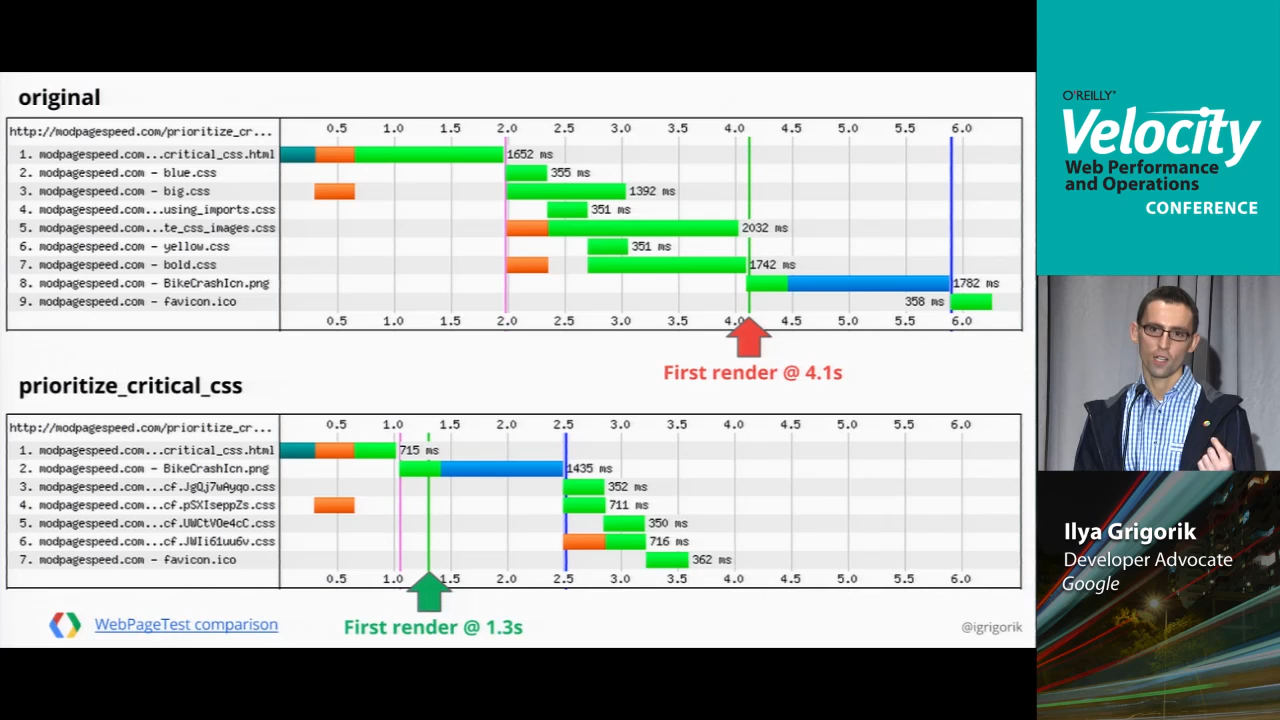 original
http://modpagespeed.com/prioritize_cr...
0.5 1.0 1.5 2.0 2.5 3.0 3.5 4.0 4.5 5.0 5.5 6.0
1. modpagespeed.com...critical_css.html 1652 ms
2. modpagespeed.com - blue.css 355 ms
3. modpagespeed.com - big.css 1392 ms
4. modpagespeed.com...using_imports.css 351 ms
5. modpagespeed.com...te_css_images.css 2032 ms
6. modpagespeed.com - yellow.css 351 ms
7. modpagespeed.com - bold.css 1742 ms
8. modpagespeed.com - BikeCrashIcn.png 1782 ms
9. modpagespeed.com - favicon.ico 358 ms
0.5 1.0 1.5 2.0 2.5 3.0 3.5 4.0 4.5 5.0 5.5 6.0
First render @ 4.1s
prioritize_critical_css
http://modpagespeed.com/prioritize_cr...
0.5 1.0 1.5 2.0 2.5 3.0 3.5 4.0 4.5 5.0 5.5 6.0
1. modpagespeed.com...critical_css.html 715 ms
2. modpagespeed.com - BikeCrashIcn.png 1435 ms
3. modpagespeed.com...cf.JgQj7wAyqo.css 352 ms
4. modpagespeed.com...cf.pSXIseppZs.css 711 ms
5. modpagespeed.com...cf.UWCtVOe4cC.css 350 ms
6. modpagespeed.com...cf.JWIi61uu6v.css 716 ms
7. modpagespeed.com - favicon.ico 362 ms
0.5 1.0 1.5 2.0 2.5 3.0 3.5 4.0 4.5 5.0 5.5 6.0
WebPageTest comparison
First render @ 1.3s
@igrigorik
O'REILLY®
Velocity
Web Performance
and Operations
CONFERENCE
Ilya Grigorik
Developer Advocate
Google